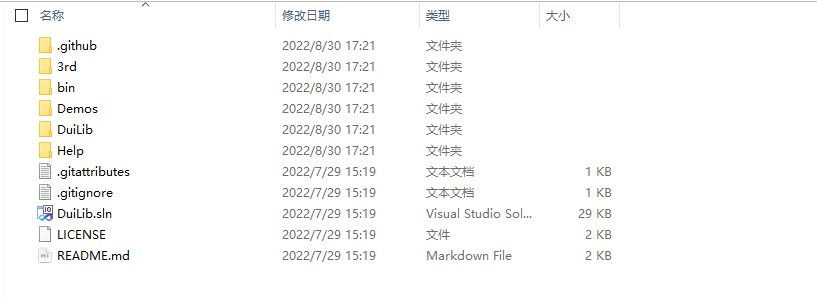 名称 修改日期 类型 大小
.github 2022/8/30 17:21 文件夹
3rd 2022/8/30 17:21 文件夹
bin 2022/8/30 17:21 文件夹
Demos 2022/8/30 17:21 文件夹
DuiLib 2022/8/30 17:21 文件夹
Help 2022/8/30 17:21 文件夹
.gitattributes 2022/7/29 15:19 文本文档 1 KB
.gitignore 2022/7/29 15:19 文本文档 1 KB
DuiLib.sln 2022/7/29 15:19 Visual Studio Sol... 29 KB
LICENSE 2022/7/29 15:19 文件 2 KB
README.md 2022/7/29 15:19 Markdown File 2 KB